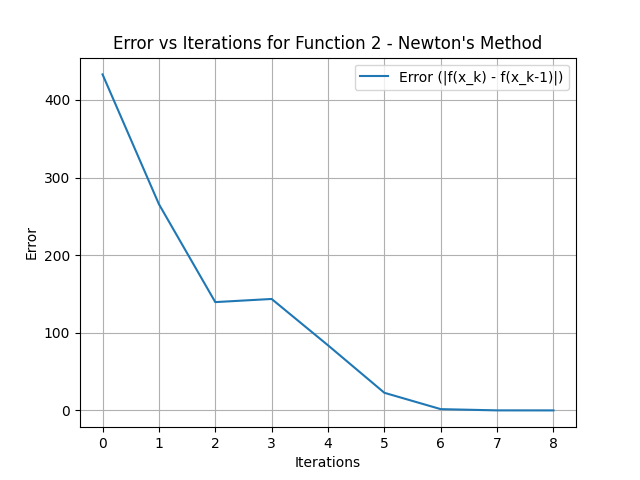 Error vs Iterations for Function 2 - Newton's Method
Error (|f(x_k) - f(x_k-1)|)
400
300
200
100
0
Error
0 1 2 3 4 5 6 7 8
Iterations